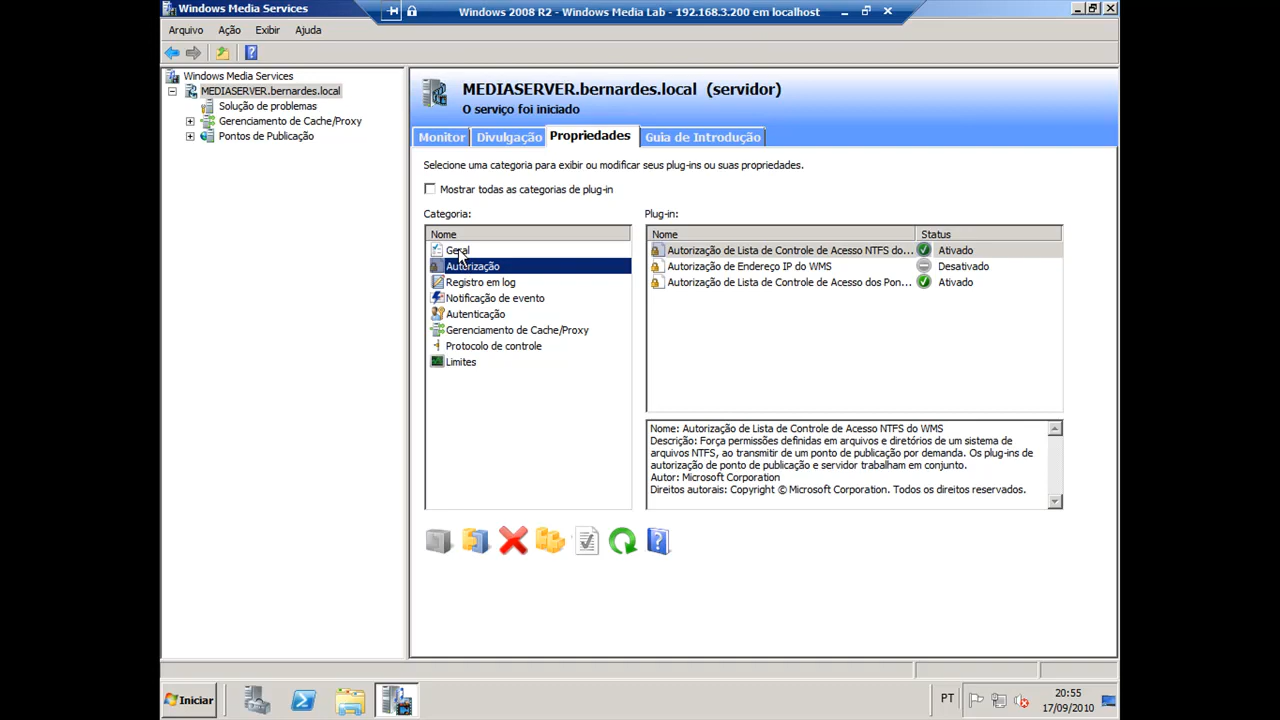 Windows Media Services
Windows 2008 R2 - Windows Media Lab - 192.168.3.200 em localhost
Arquivo Ação Exibir Ajuda
Windows Media Services
MEDIASERVER.bernardes.local
Solução de problemas
Gerenciamento de Cache/Proxy
Pontos de Publicação
MEDIASERVER.bernardes.local (servidor)
O serviço foi iniciado
Monitor Divulgação Propriedades Guia de Introdução
Selecione uma categoria para exibir ou modificar seus plug-ins ou suas propriedades.
Mostrar todas as categorias de plug-in
Categoria:
Nome
Geral
Autorização
Registro em log
Notificação de evento
Autenticação
Gerenciamento de Cache/Proxy
Protocolo de controle
Limites
Plug-in:
Nome Status
Autorização de Lista de Controle de Acesso NTFS do... Ativado
Autorização de Endereço IP do WMS Desativado
Autorização de Lista de Controle de Acesso dos Pon... Ativado
Nome: Autorização de Lista de Controle de Acesso NTFS do WMS
Descrição: Força permissões definidas em arquivos e diretórios de um sistema de
arquivos NTFS, ao transmitir de um ponto de publicação por demanda. Os plug-ins de
autorização de ponto de publicação e servidor trabalham em conjunto.
Autor: Microsoft Corporation
Direitos autorais: Copyright © Microsoft Corporation. Todos os direitos reservados.
Iniciar
PT
20:55
17/09/2010